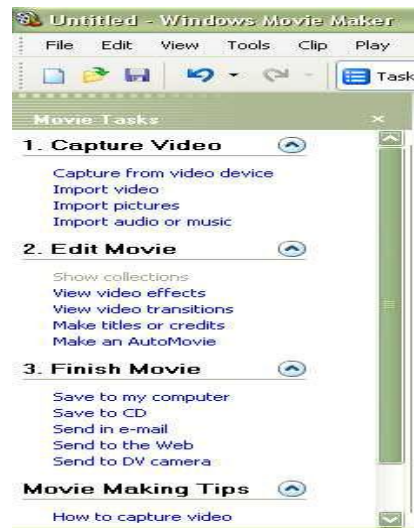 Untitled - Windows Movie Maker
File Edit View Tools Clip Play
Task
Movie Tasks
1. Capture Video
Capture from video device
Import video
Import pictures
Import audio or music
2. Edit Movie
Show collections
View video effects
View video transitions
Make titles or credits
Make an AutoMovie
3. Finish Movie
Save to my computer
Save to CD
Send in e-mail
Send to the Web
Send to DV camera
Movie Making Tips
How to capture video